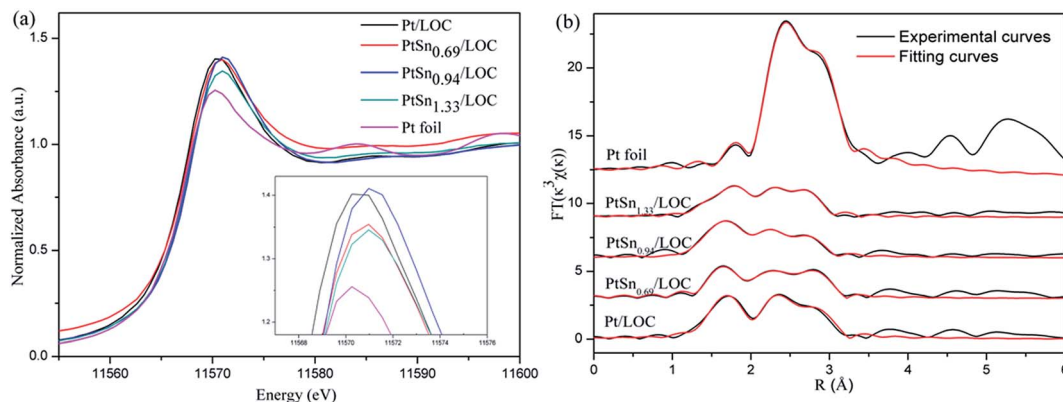 (a)
Pt/LOC
PtSn0.69/LOC
PtSn0.94/LOC
PtSn1.33/LOC
Pt foil
1.5
1.0
0.5
0.0
Normalized Absorbance (a.u.)
1.4
1.3
1.2
11568 11570 11572 11574 11576
11560 11570 11580 11590 11600
Energy (eV)
(b)
Experimental curves
Fitting curves
20
15
10
5
0
FT(κ³χ(κ))
Pt foil
PtSn1.33/LOC
PtSn0.94/LOC
PtSn0.69/LOC
Pt/LOC
0 1 2 3 4 5 6
R (Å)